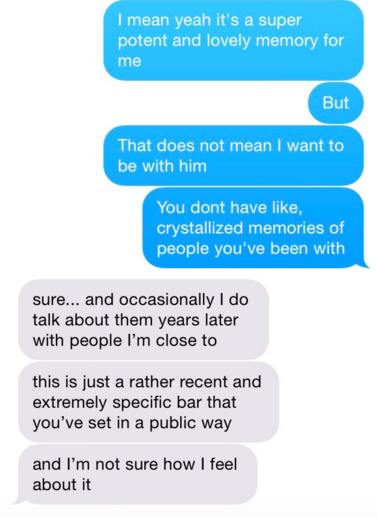 I mean yeah it's a super
potent and lovely memory for
me
But
That does not mean I want to
be with him
You dont have like,
crystallized memories of
people you've been with
sure... and occasionally I do
talk about them years later
with people I'm close to
this is just a rather recent and
extremely specific bar that
you've set in a public way
and I'm not sure how I feel
about it